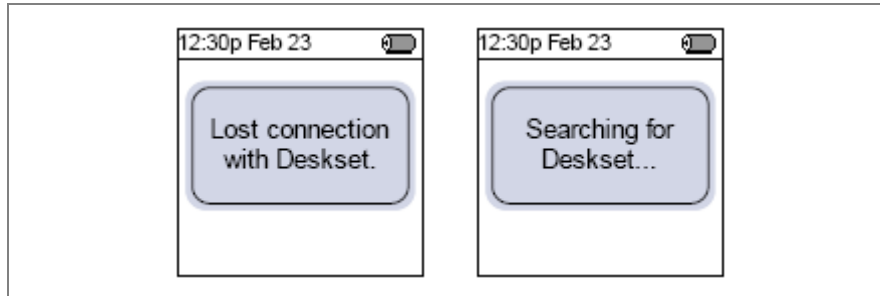 12:30p Feb 23
Lost connection
with Deskset.
12:30p Feb 23
Searching for
Deskset...